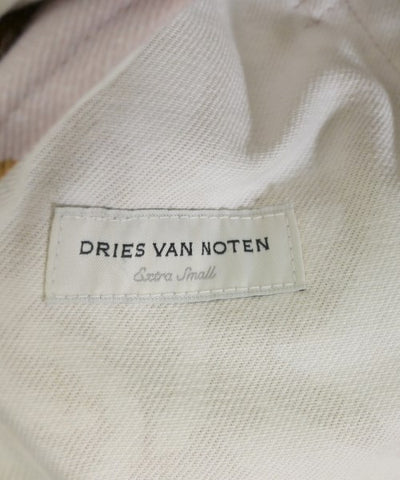 DRIES VAN NOTEN
Extra Small